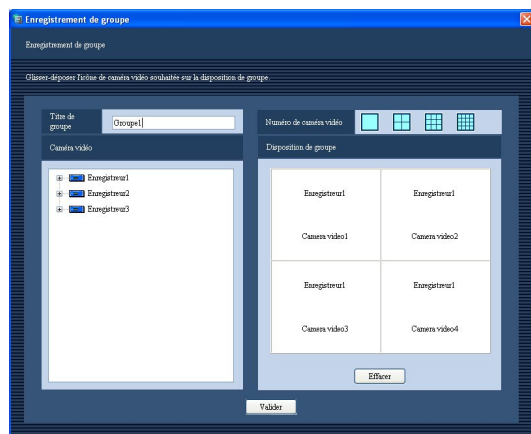 Enregistrement de groupe
Enregistrement de groupe
Glisser-déposer l'icône de caméra vidéo souhaitée sur la disposition de groupe.
Titre de
groupe
Groupe1
Numéro de caméra vidéo
Caméra vidéo
Disposition de groupe
Enregistreur1
Enregistreur2
Enregistreur3
Enregistreur1
Enregistreur1
Camera video1
Camera video2
Enregistreur1
Enregistreur1
Camera video3
Camera video4
Effacer
Valider